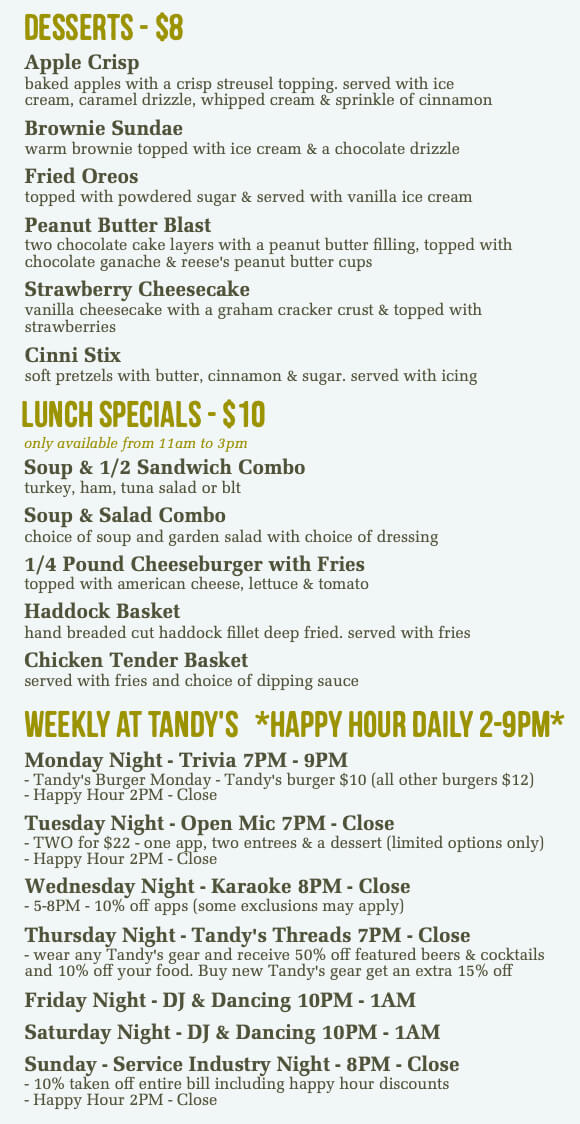 DESSERTS - $8
Apple Crisp
baked apples with a crisp streusel topping. served with ice
cream, caramel drizzle, whipped cream & sprinkle of cinnamon
Brownie Sundae
warm brownie topped with ice cream & a chocolate drizzle
Fried Oreos
topped with powdered sugar & served with vanilla ice cream
Peanut Butter Blast
two chocolate cake layers with a peanut butter filling, topped with
chocolate ganache & reese's peanut butter cups
Strawberry Cheesecake
vanilla cheesecake with a graham cracker crust & topped with
strawberries
Cinni Stix
soft pretzels with butter, cinnamon & sugar. served with icing
LUNCH SPECIALS - $10
only available from 11am to 3pm
Soup & 1/2 Sandwich Combo
turkey, ham, tuna salad or blt
Soup & Salad Combo
choice of soup and garden salad with choice of dressing
1/4 Pound Cheeseburger with Fries
topped with american cheese, lettuce & tomato
Haddock Basket
hand breaded cut haddock fillet deep fried. served with fries
Chicken Tender Basket
served with fries and choice of dipping sauce
WEEKLY AT TANDY'S *HAPPY HOUR DAILY 2-9PM*
Monday Night - Trivia 7PM - 9PM
- Tandy's Burger Monday - Tandy's burger $10 (all other burgers $12)
- Happy Hour 2PM - Close
Tuesday Night - Open Mic 7PM - Close
- TWO for $22 - one app, two entrees & a dessert (limited options only)
- Happy Hour 2PM - Close
Wednesday Night - Karaoke 8PM - Close
- 5-8PM - 10% off apps (some exclusions may apply)
Thursday Night - Tandy's Threads 7PM - Close
- wear any Tandy's gear and receive 50% off featured beers & cocktails
and 10% off your food. Buy new Tandy's gear get an extra 15% off
Friday Night - DJ & Dancing 10PM - 1AM
Saturday Night - DJ & Dancing 10PM - 1AM
Sunday - Service Industry Night - 8PM - Close
- 10% taken off entire bill including happy hour discounts
- Happy Hour 2PM - Close